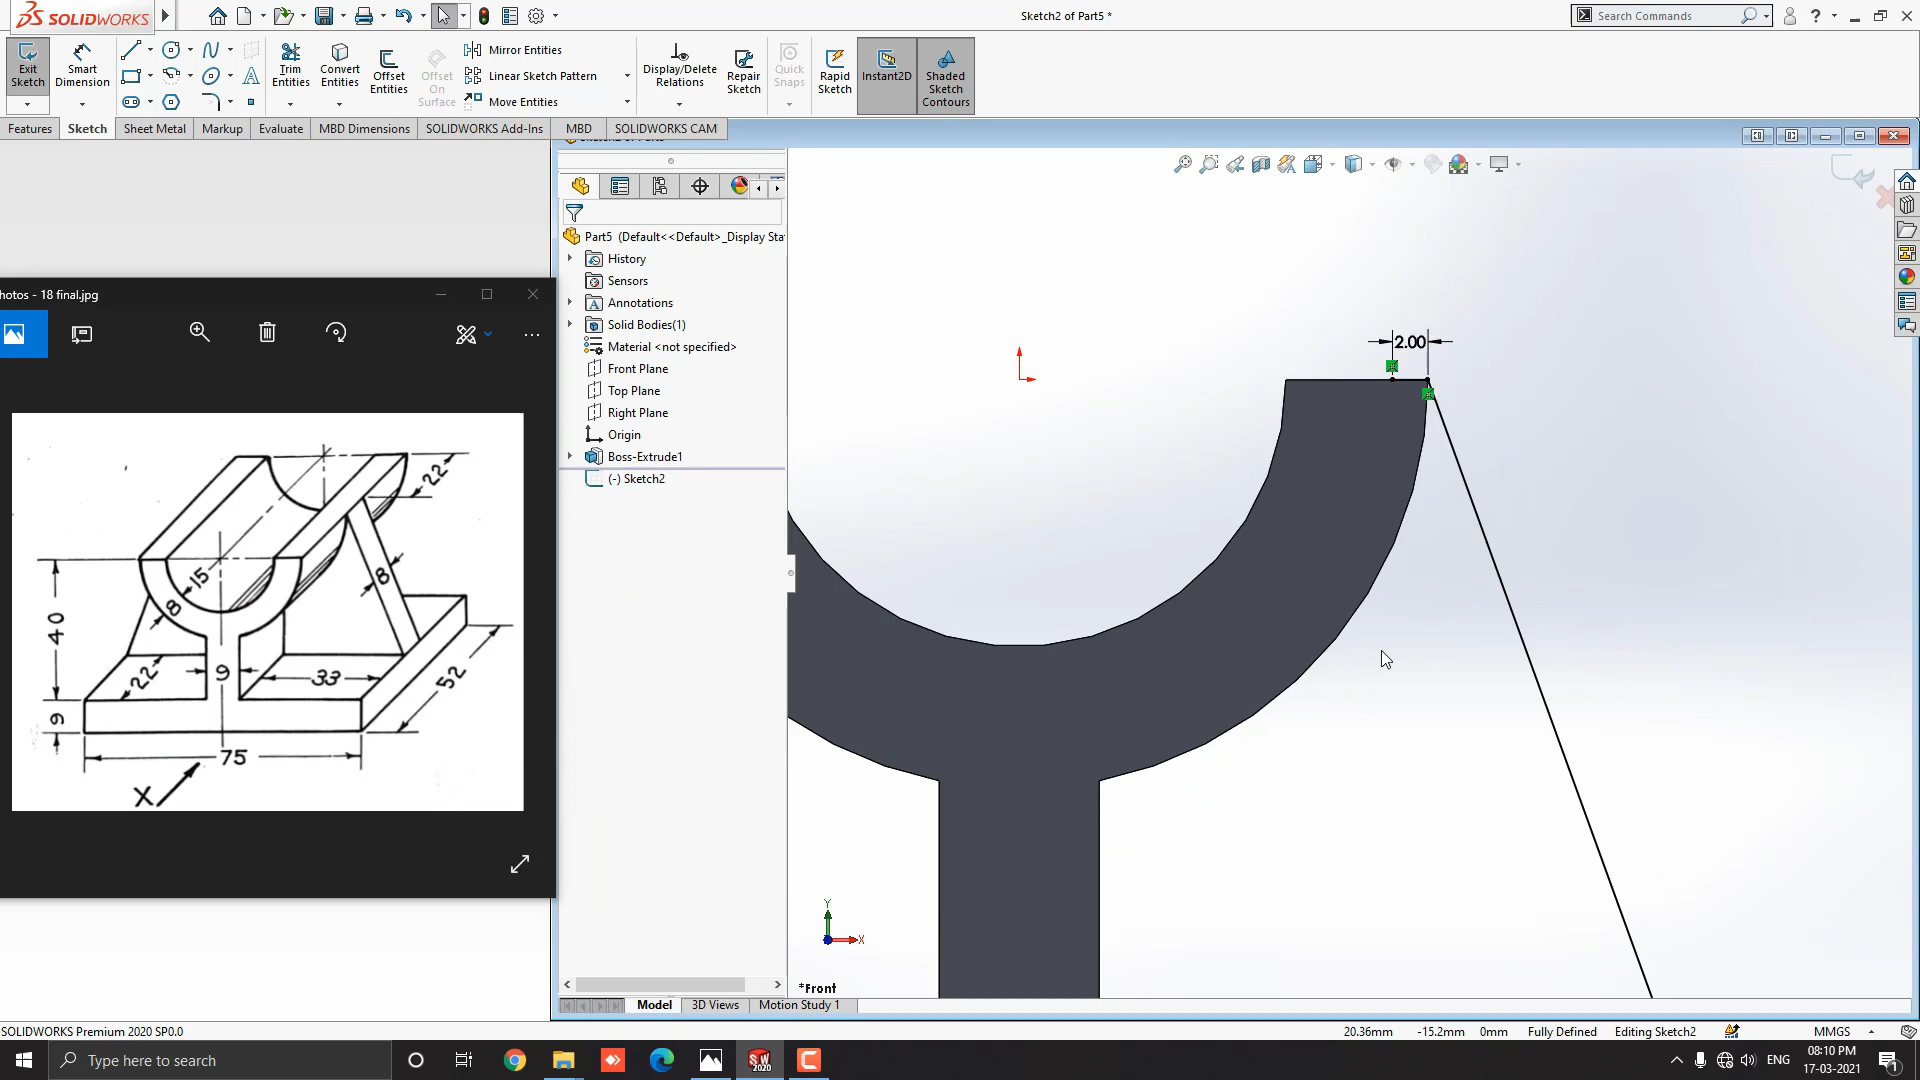 SOLIDWORKS
Sketch2 of Part5 *
Search Commands
Exit Sketch
Smart Dimension
Trim Entities
Convert Entities
Offset Entities
Offset On Surface
Mirror Entities
Linear Sketch Pattern
Move Entities
Display/Delete Relations
Repair Sketch
Quick Snaps
Rapid Sketch
Instant2D
Shaded Sketch Contours
Features
Sketch
Sheet Metal
Markup
Evaluate
MBD Dimensions
SOLIDWORKS Add-Ins
MBD
SOLIDWORKS CAM
Part5 (Default<<Default>_Display Sta
History
Sensors
Annotations
Solid Bodies(1)
Material <not specified>
Front Plane
Top Plane
Right Plane
Origin
Boss-Extrude1
(-) Sketch2
hotos - 18 final.jpg
22
15
8
8
40
22
9
33
52
9
75
X
2.00
Y
X
*Front
Model
3D Views
Motion Study 1
SOLIDWORKS Premium 2020 SP0.0
20.36mm
-15.2mm
0mm
Fully Defined
Editing Sketch2
MMGS
Type here to search
SW
2020
ENG
08:10 PM
17-03-2021
1